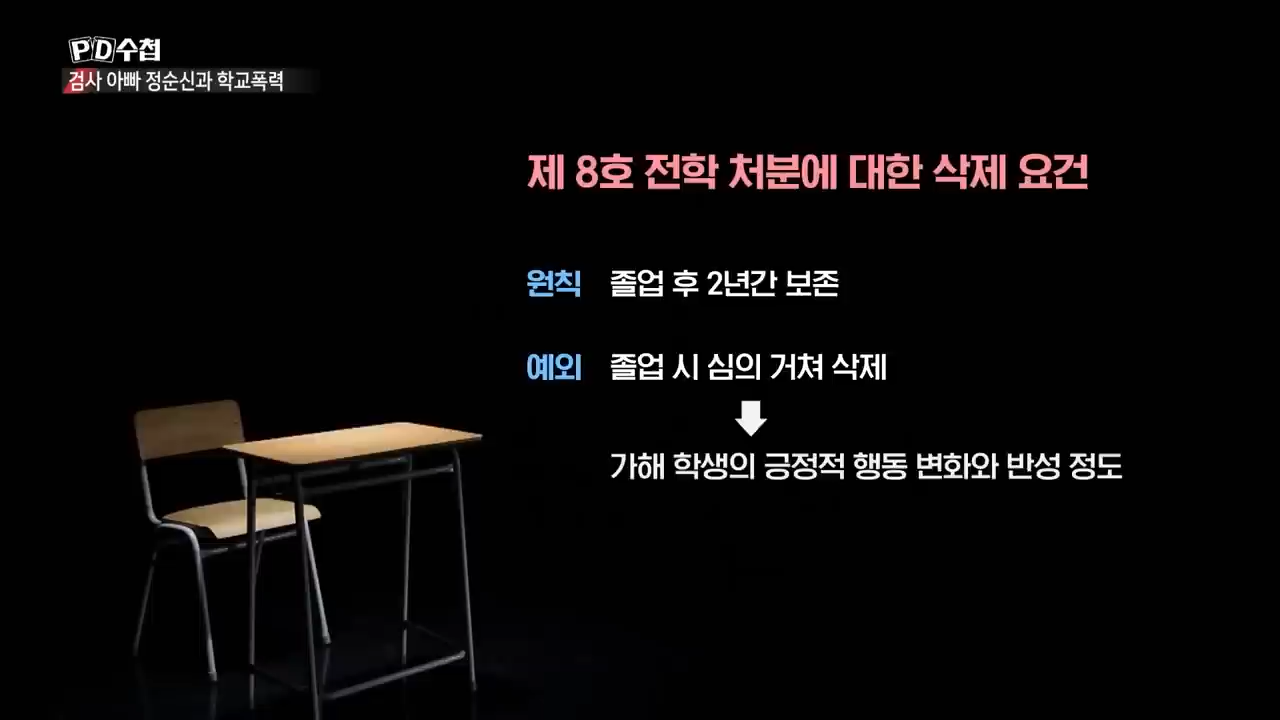 PD수첩
검사 아빠 정순신과 학교폭력
제 8호 전학 처분에 대한 삭제 요건
원칙 졸업 후 2년간 보존
예외 졸업 시 심의 거쳐 삭제
가해 학생의 긍정적 행동 변화와 반성 정도